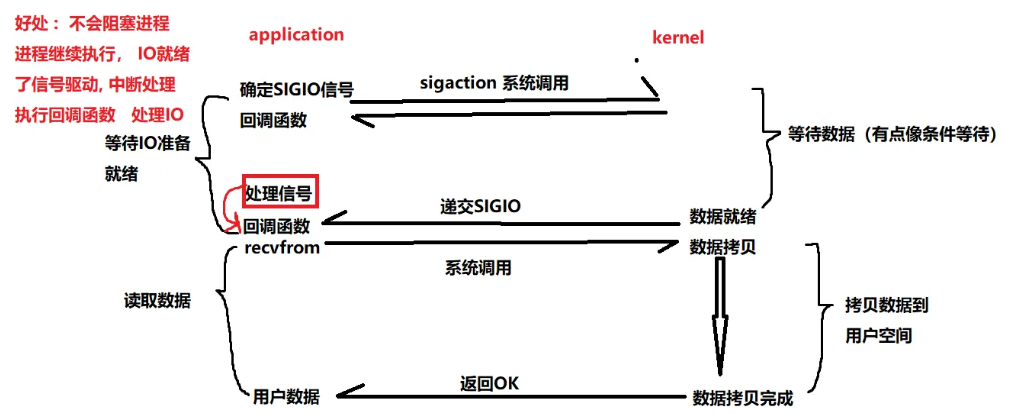 好处： 不会阻塞进程
进程继续执行， IO就绪
了信号驱动, 中断处理
执行回调函数 处理IO
application
kernel
确定SIGIO信号
回调函数
sigaction 系统调用
等待IO准备
就绪
等待数据（有点像条件等待）
处理信号
回调函数
递交SIGIO
数据就绪
recvfrom
系统调用
数据拷贝
读取数据
拷贝数据到
用户空间
用户数据
返回OK
数据拷贝完成